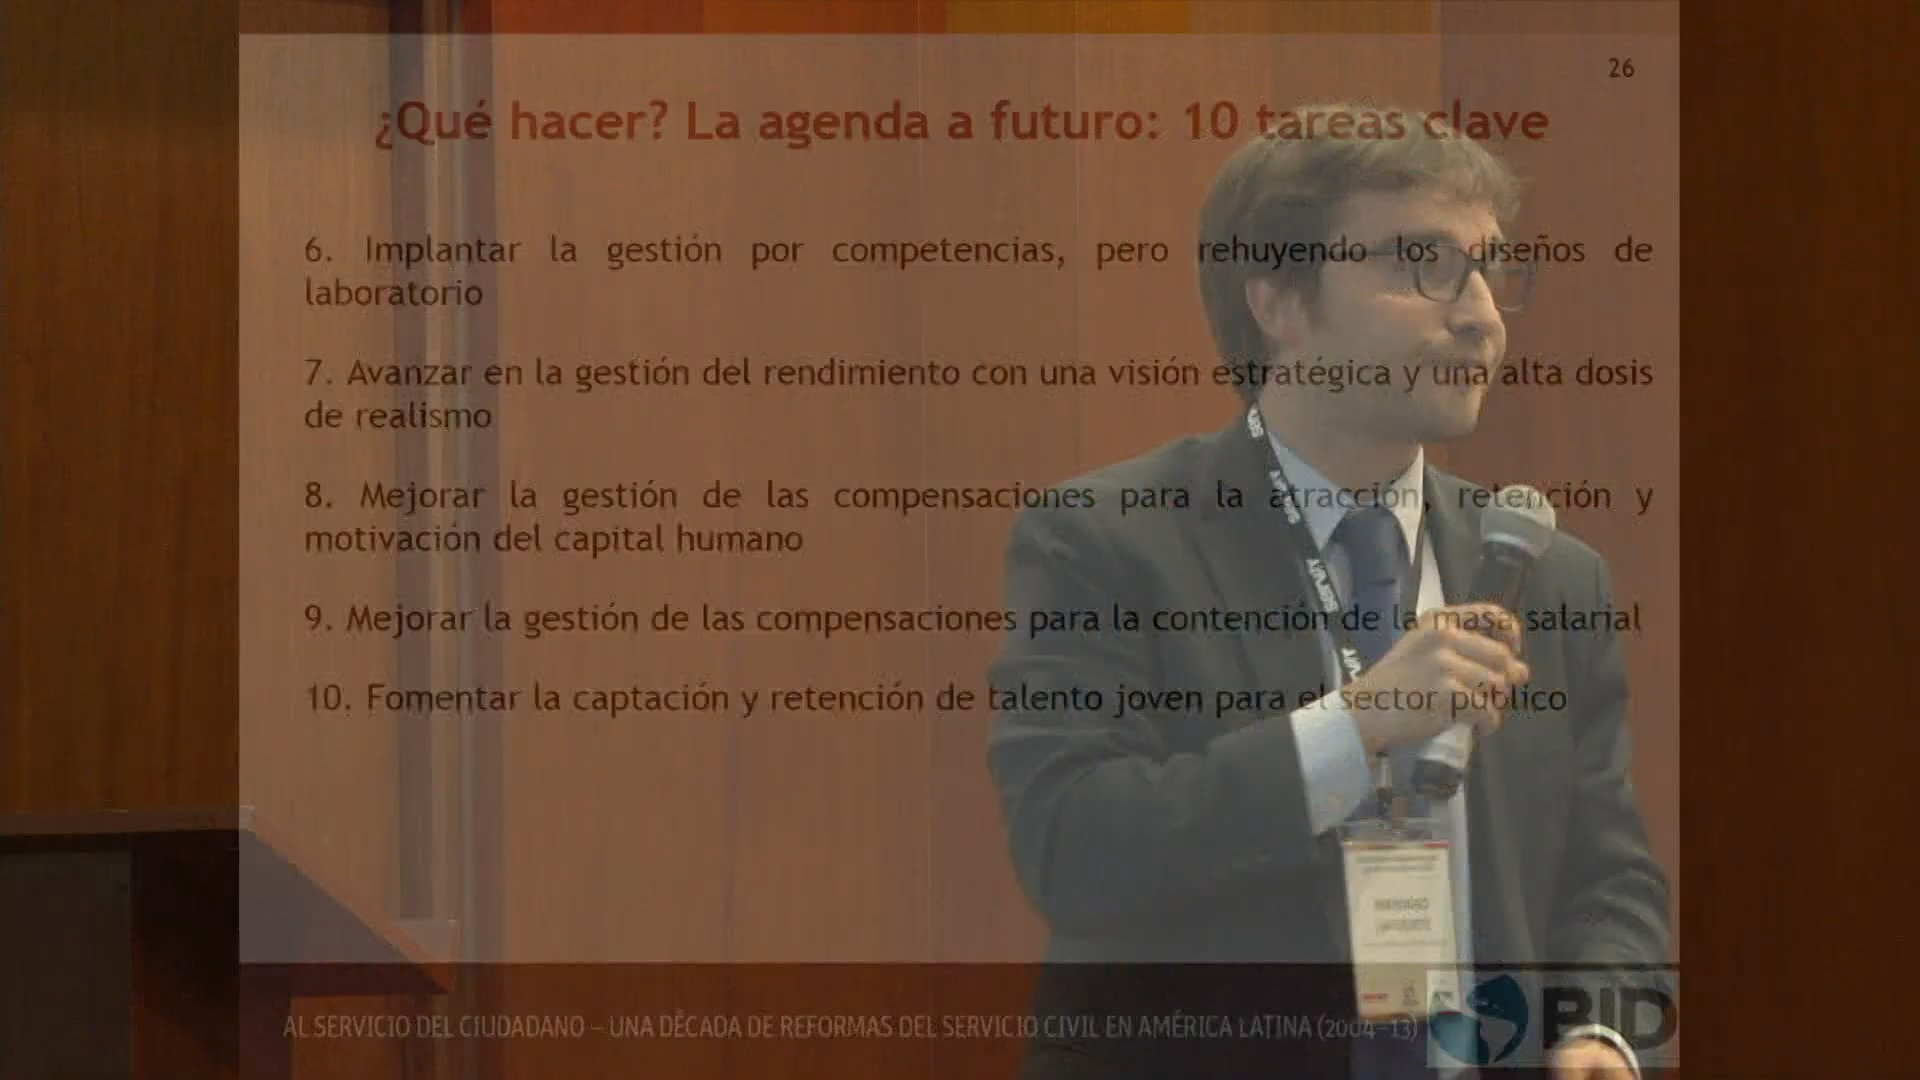 26
¿Qué hacer? La agenda a futuro: 10 tareas clave
6. Implantar la gestión por competencias, pero rehuyendo los diseños de
laboratorio
7. Avanzar en la gestión del rendimiento con una visión estratégica y una alta dosis
de realismo
8. Mejorar la gestión de las compensaciones para la atracción, retención y
motivación del capital humano
9. Mejorar la gestión de las compensaciones para la contención de la masa salarial
10. Fomentar la captación y retención de talento joven para el sector público
AL SERVICIO DEL CIUDADANO – UNA DÉCADA DE REFORMAS DEL SERVICIO CIVIL EN AMÉRICA LATINA (2004–13)
BID